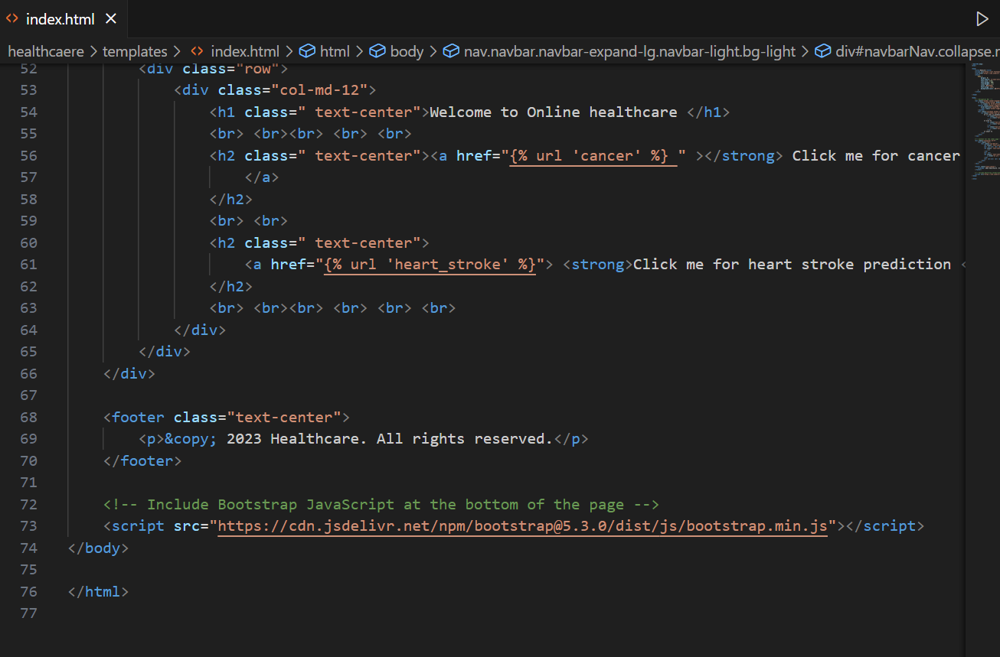 index.html
healthcaere > templates > index.html > html > body > nav.navbar.navbar-expand-lg.navbar-light.bg-light > div#navbarNav.collapse.
52 <div class="row">
53 <div class="col-md-12">
54 <h1 class=" text-center">Welcome to Online healthcare </h1>
55 <br> <br><br> <br> <br>
56 <h2 class=" text-center"><a href="{% url 'cancer' %} " ></strong> Click me for cancer
57 </a>
58 </h2>
59 <br> <br>
60 <h2 class=" text-center">
61 <a href="{% url 'heart_stroke' %}"> <strong>Click me for heart stroke prediction <
62 </h2>
63 <br> <br><br> <br> <br> <br>
64 </div>
65 </div>
66 </div>
67
68 <footer class="text-center">
69 <p>&copy; 2023 Healthcare. All rights reserved.</p>
70 </footer>
71
72 <!-- Include Bootstrap JavaScript at the bottom of the page -->
73 <script src="https://cdn.jsdelivr.net/npm/bootstrap@5.3.0/dist/js/bootstrap.min.js"></script>
74 </body>
75
76 </html>
77